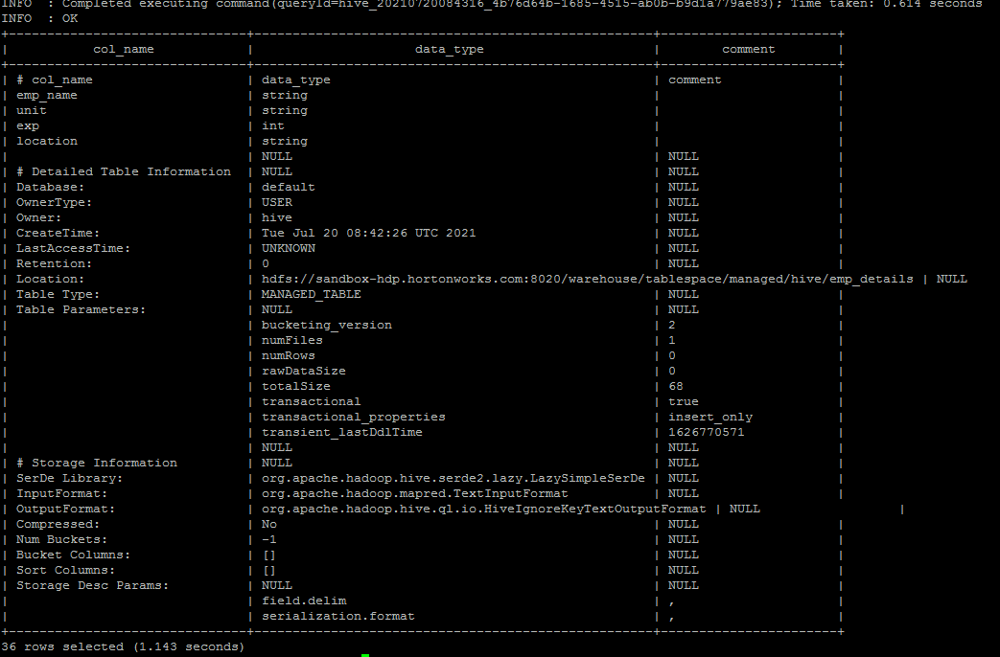 INFO  : Completed executing command(queryId=hive_20210720084316_4b76d64b-1685-4515-ab0b-b9d1a779ae83); Time taken: 0.614 seconds
INFO  : OK
+-------------------------------+----------------------------------------------------+-----------------------+
|           col_name            |                     data_type                      |        comment        |
+-------------------------------+----------------------------------------------------+-----------------------+
| # col_name                    | data_type                                          | comment               |
| emp_name                      | string                                             |                       |
| unit                          | string                                             |                       |
| exp                           | int                                                |                       |
| location                      | string                                             |                       |
|                               | NULL                                               | NULL                  |
| # Detailed Table Information  | NULL                                               | NULL                  |
| Database:                     | default                                            | NULL                  |
| OwnerType:                    | USER                                               | NULL                  |
| Owner:                        | hive                                               | NULL                  |
| CreateTime:                   | Tue Jul 20 08:42:26 UTC 2021                       | NULL                  |
| LastAccessTime:               | UNKNOWN                                            | NULL                  |
| Retention:                    | 0                                                  | NULL                  |
| Location:                     | hdfs://sandbox-hdp.hortonworks.com:8020/warehouse/tablespace/managed/hive/emp_details | NULL
| Table Type:                   | MANAGED_TABLE                                      | NULL                  |
| Table Parameters:             | NULL                                               | NULL                  |
|                               | bucketing_version                                  | 2                     |
|                               | numFiles                                           | 1                     |
|                               | numRows                                            | 0                     |
|                               | rawDataSize                                        | 0                     |
|                               | totalSize                                          | 68                    |
|                               | transactional                                      | true                  |
|                               | transactional_properties                           | insert_only           |
|                               | transient_lastDdlTime                              | 1626770571            |
|                               | NULL                                               | NULL                  |
| # Storage Information         | NULL                                               | NULL                  |
| SerDe Library:                | org.apache.hadoop.hive.serde2.lazy.LazySimpleSerDe | NULL                  |
| InputFormat:                  | org.apache.hadoop.mapred.TextInputFormat           | NULL                  |
| OutputFormat:                 | org.apache.hadoop.hive.ql.io.HiveIgnoreKeyTextOutputFormat | NULL                  |
| Compressed:                   | No                                                 | NULL                  |
| Num Buckets:                  | -1                                                 | NULL                  |
| Bucket Columns:               | []                                                 | NULL                  |
| Sort Columns:                 | []                                                 | NULL                  |
| Storage Desc Params:          | NULL                                               | NULL                  |
|                               | field.delim                                        | ,                     |
|                               | serialization.format                               | ,                     |
+-------------------------------+----------------------------------------------------+-----------------------+
36 rows selected (1.143 seconds)